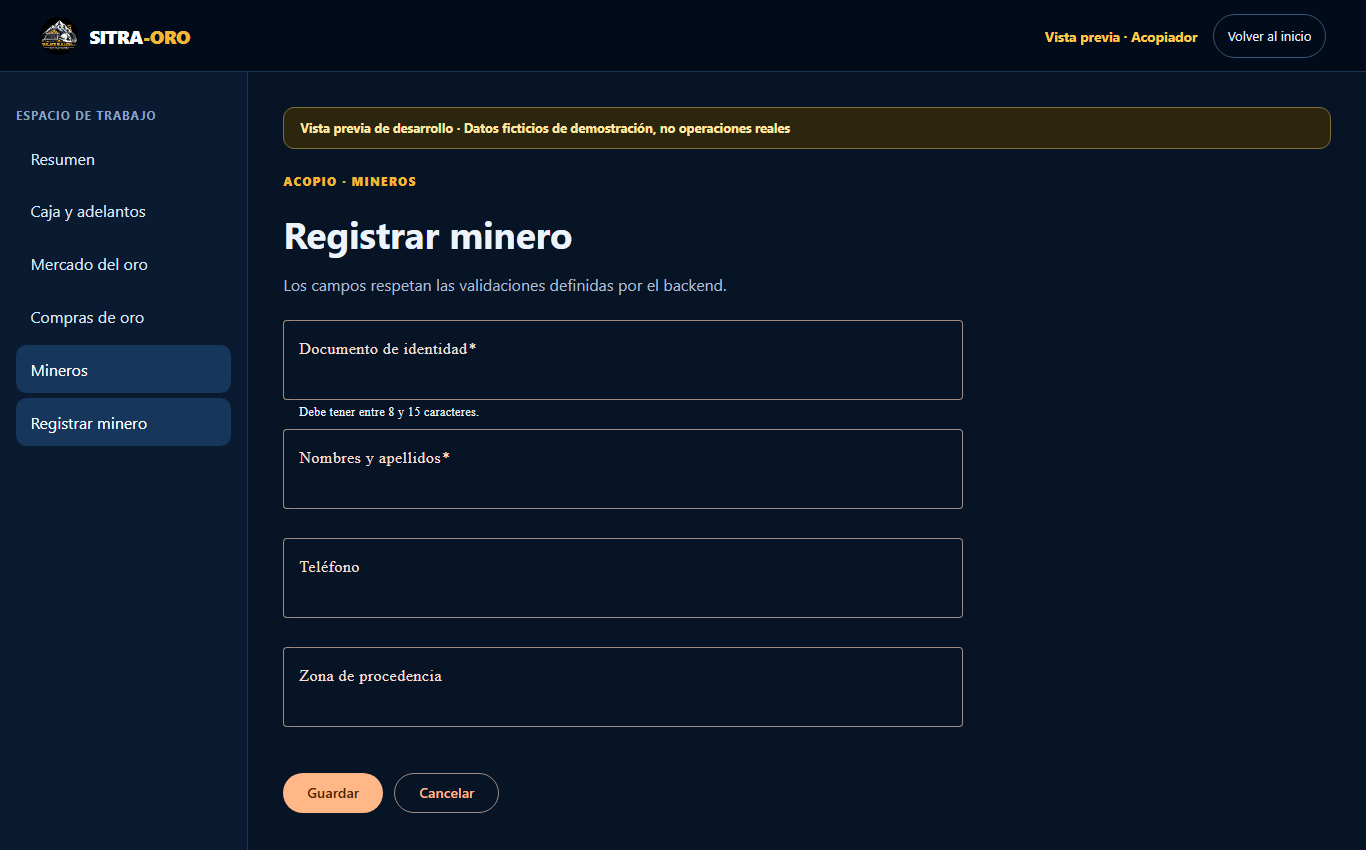 SITRA-ORO
Vista previa · Acopiador
Volver al inicio
ESPACIO DE TRABAJO
Resumen
Caja y adelantos
Mercado del oro
Compras de oro
Mineros
Registrar minero
Vista previa de desarrollo · Datos ficticios de demostración, no operaciones reales
ACOPIO · MINEROS
Registrar minero
Los campos respetan las validaciones definidas por el backend.
Documento de identidad*
Debe tener entre 8 y 15 caracteres.
Nombres y apellidos*
Teléfono
Zona de procedencia
Guardar
Cancelar